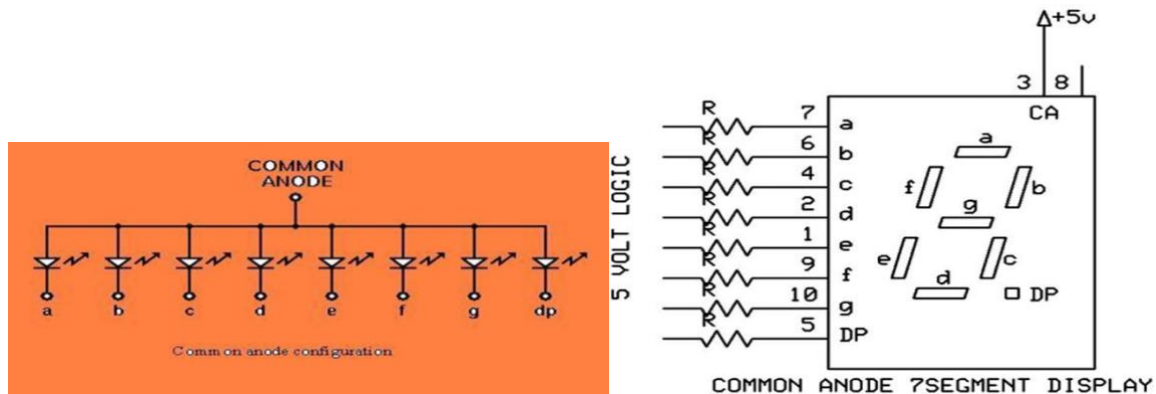 COMMON
ANODE
a b c d e f g dp
Common anode configuration
5 VOLT LOGIC
+5v
3 8
CA
R 7 a
R 6 b
R 4 c
R 2 d
R 1 e
R 9 f
R 10 g
R 5 DP
a
f b
g
e c
d DP
COMMON ANODE 7SEGMENT DISPLAY